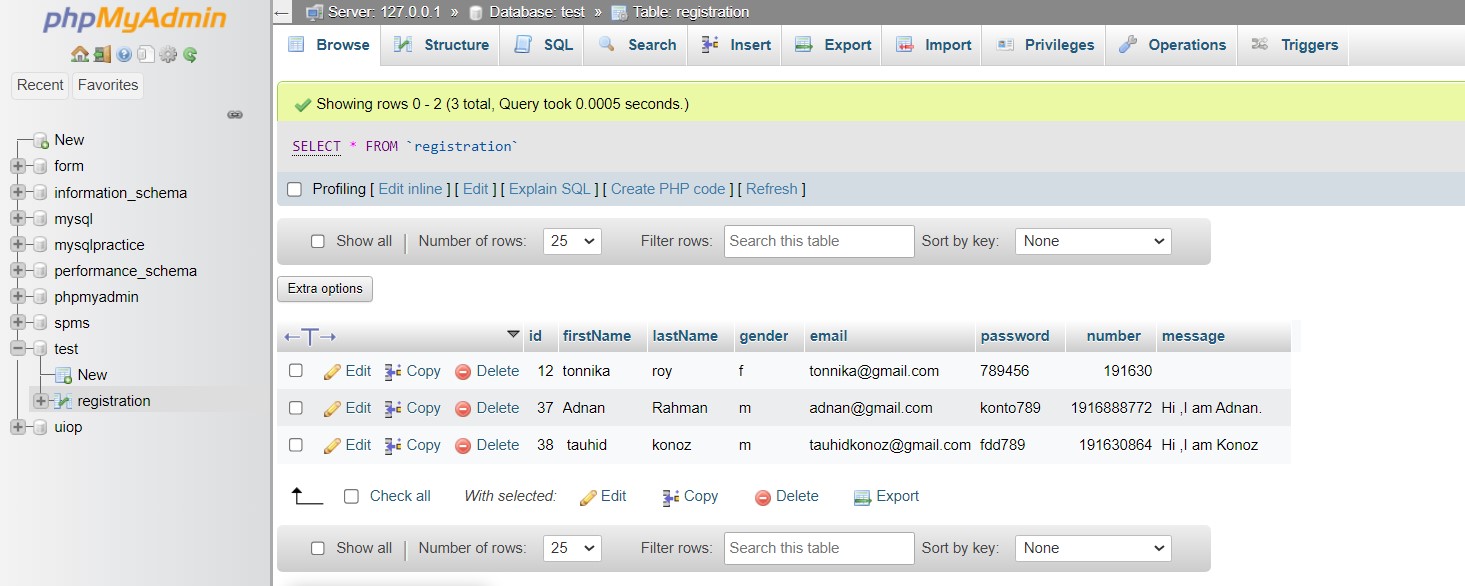 phpMyAdmin
Recent Favorites
New
form
information_schema
mysql
mysqlpractice
performance_schema
phpmyadmin
spms
test
New
registration
uiop
Server: 127.0.0.1 » Database: test » Table: registration
Browse Structure SQL Search Insert Export Import Privileges Operations Triggers
Showing rows 0 - 2 (3 total, Query took 0.0005 seconds.)
SELECT * FROM `registration`
Profiling [ Edit inline ] [ Edit ] [ Explain SQL ] [ Create PHP code ] [ Refresh ]
Show all | Number of rows: 25 Filter rows: Search this table Sort by key: None
Extra options
←T→ id firstName lastName gender email password number message
Edit Copy Delete 12 tonnika roy f tonnika@gmail.com 789456 191630
Edit Copy Delete 37 Adnan Rahman m adnan@gmail.com konto789 1916888772 Hi ,I am Adnan.
Edit Copy Delete 38 tauhid konoz m tauhidkonoz@gmail.com fdd789 191630864 Hi ,I am Konoz
Check all With selected: Edit Copy Delete Export
Show all | Number of rows: 25 Filter rows: Search this table Sort by key: None